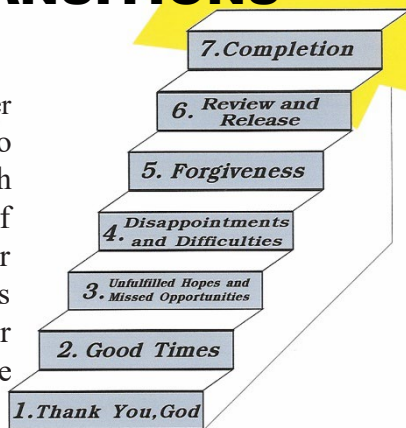 7.Completion
6. Review and
Release
5. Forgiveness
4. Disappointments
and Difficulties
3. Unfulfilled Hopes and
Missed Opportunities
2. Good Times
1.Thank You,God